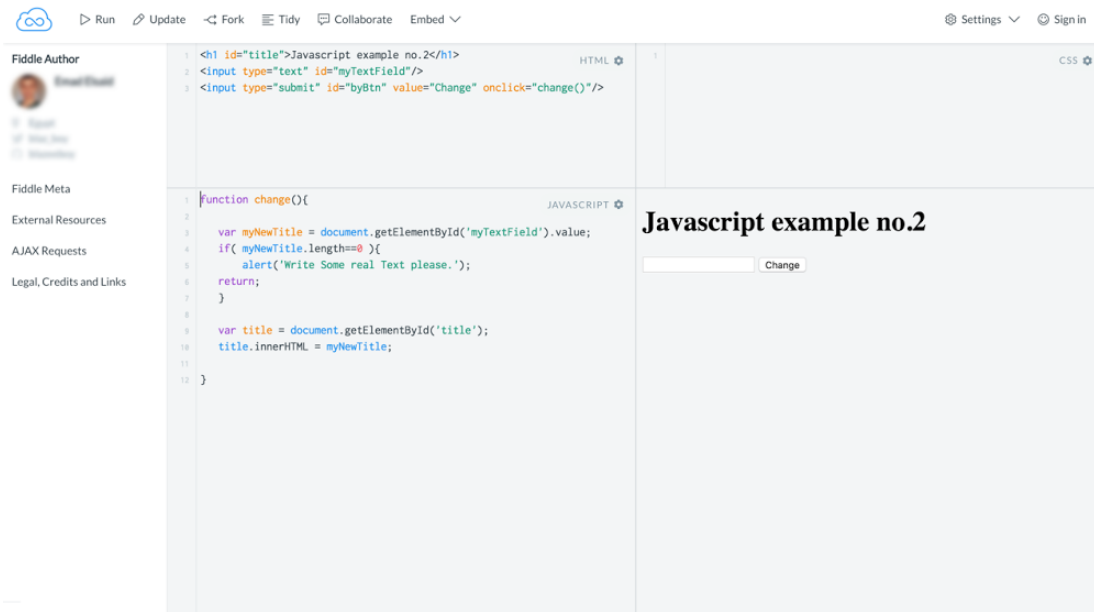 Run Update Fork Tidy Collaborate Embed Settings Sign in
Fiddle Author
Fiddle Meta
External Resources
AJAX Requests
Legal, Credits and Links
HTML
1 <h1 id="title">Javascript example no.2</h1>
2 <input type="text" id="myTextField"/>
3 <input type="submit" id="byBtn" value="Change" onclick="change()"/>
CSS
1
JAVASCRIPT
1 function change(){
2
3 var myNewTitle = document.getElementById('myTextField').value;
4 if( myNewTitle.length==0 ){
5 alert('Write Some real Text please.');
6 return;
7 }
8
9 var title = document.getElementById('title');
10 title.innerHTML = myNewTitle;
11
12 }
Javascript example no.2
Change